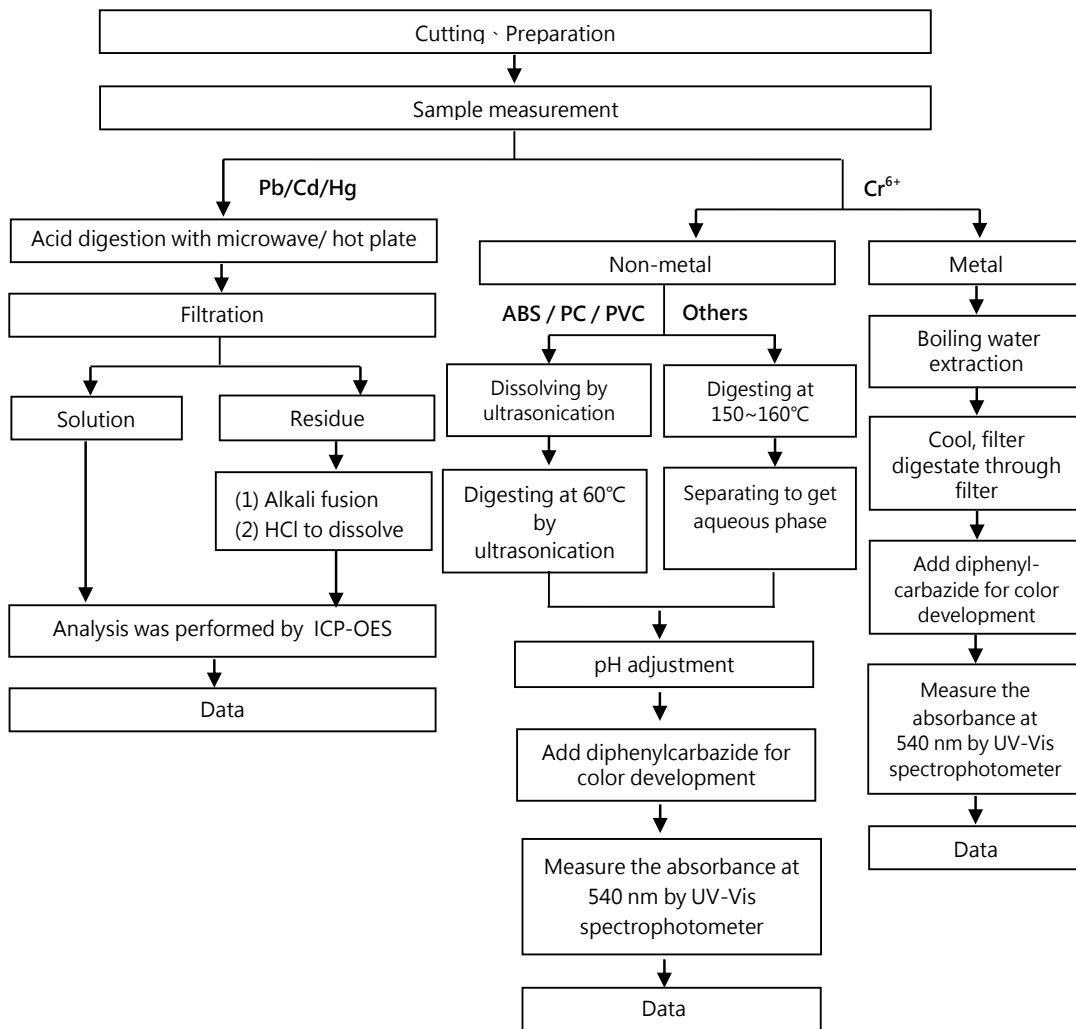 Cutting、Preparation
Sample measurement
Pb/Cd/Hg
Acid digestion with microwave/ hot plate
Filtration
Solution
Residue
(1) Alkali fusion
(2) HCl to dissolve
Analysis was performed by ICP-OES
Data
Cr⁶⁺
Non-metal
ABS / PC / PVC
Others
Dissolving by
ultrasonication
Digesting at
150~160℃
Digesting at 60℃
by
ultrasonication
Separating to get
aqueous phase
pH adjustment
Add diphenylcarbazide for
color development
Measure the absorbance at
540 nm by UV-Vis
spectrophotometer
Data
Metal
Boiling water
extraction
Cool, filter
digestate through
filter
Add diphenyl-
carbazide for color
development
Measure the
absorbance at
540 nm by UV-Vis
spectrophotometer
Data